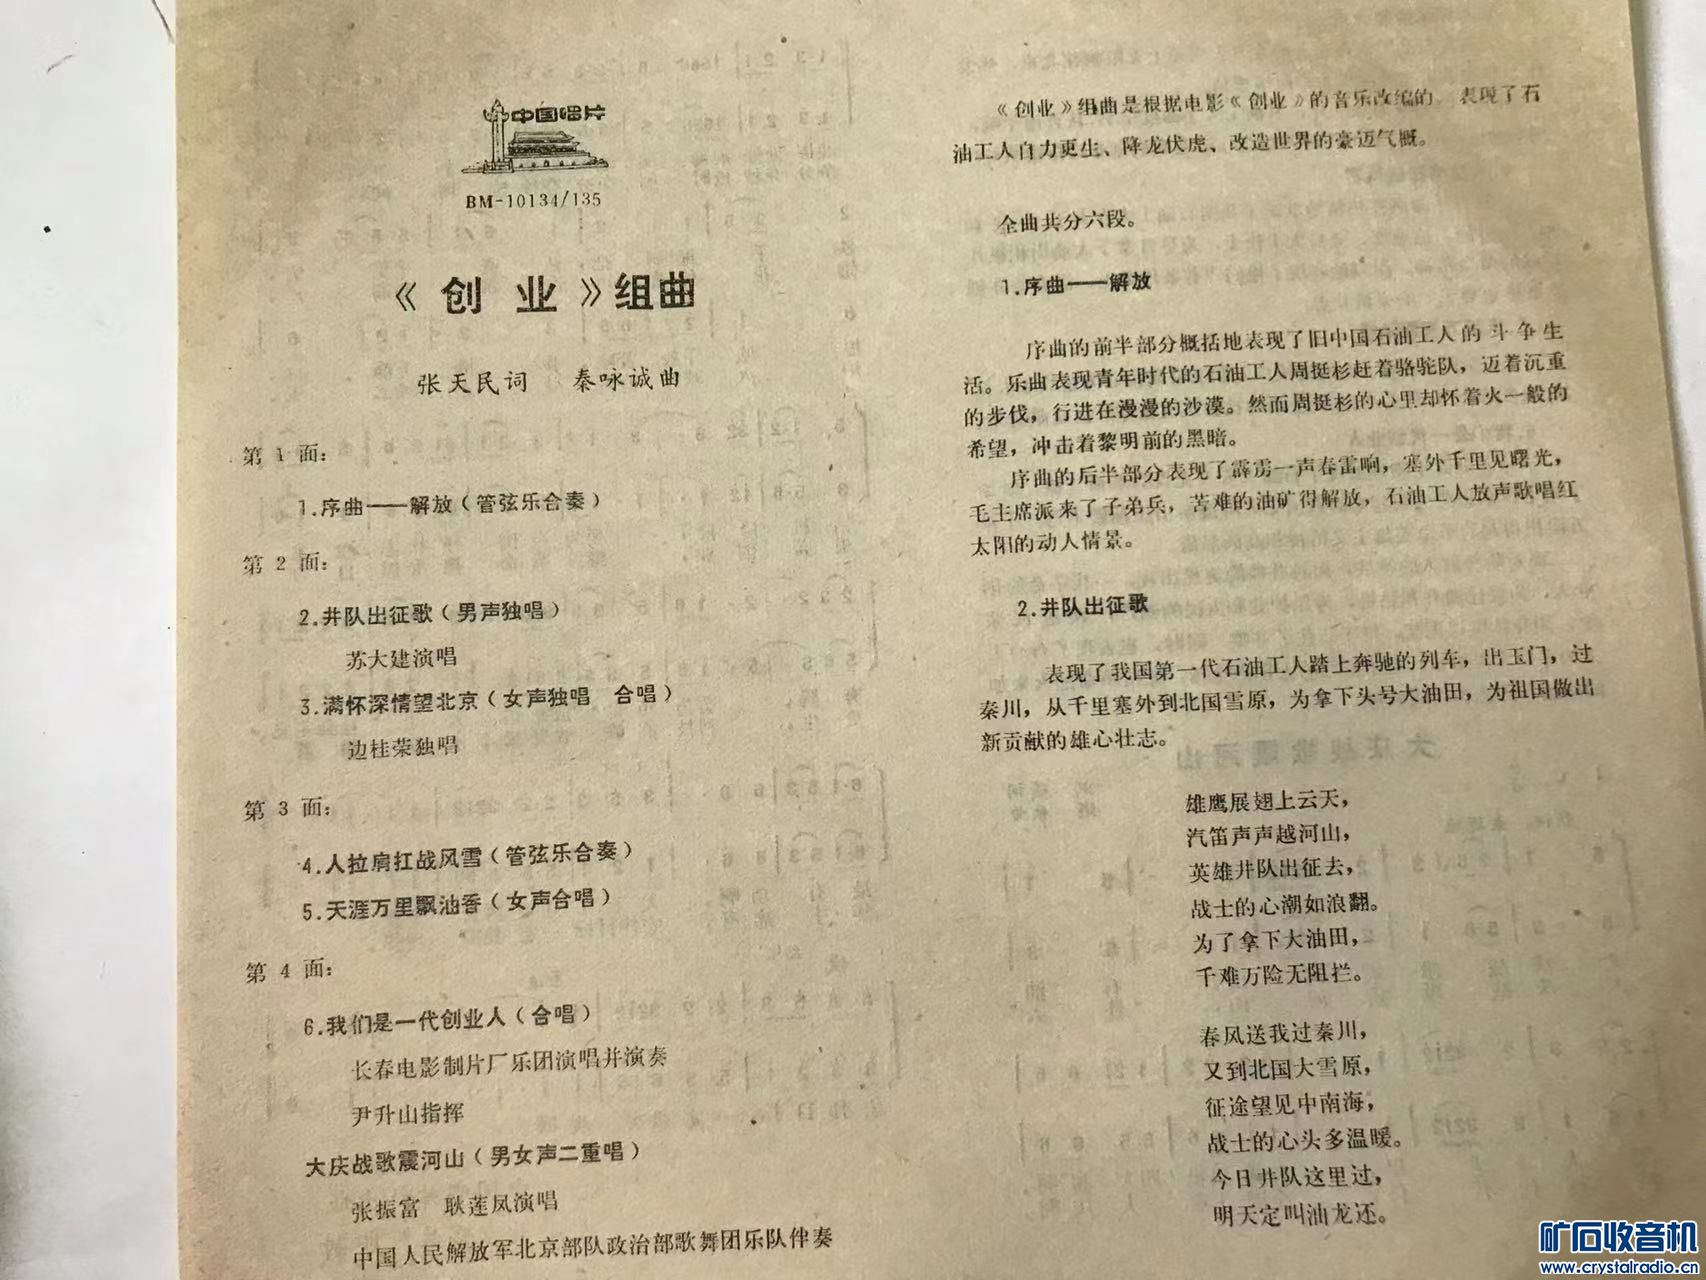 中国唱片
BM-10134/135
《创业》组曲
张天民词 秦咏诚曲
第 1 面：
1.序曲——解放（管弦乐合奏）
第 2 面：
2.井队出征歌（男声独唱）
苏大建演唱
3.满怀深情望北京（女声独唱 合唱）
边桂荣独唱
第 3 面：
4.人拉肩扛战风雪（管弦乐合奏）
5.天涯万里飘油香（女声合唱）
第 4 面：
6.我们是一代创业人（合唱）
长春电影制片厂乐团演唱并演奏
尹升山指挥
大庆战歌震河山（男女声二重唱）
张振富 耿莲凤演唱
中国人民解放军北京部队政治部歌舞团乐队伴奏
《创业》组曲是根据电影《创业》的音乐改编的 表现了石
油工人自力更生、降龙伏虎、改造世界的豪迈气概。
全曲共分六段。
1.序曲——解放
序曲的前半部分概括地表现了旧中国石油工人的斗争生
活。乐曲表现青年时代的石油工人周挺杉赶着骆驼队，迈着沉重
的步伐，行进在漫漫的沙漠。然而周挺杉的心里却怀着火一般的
希望，冲击着黎明前的黑暗。
序曲的后半部分表现了霹雳一声春雷响，塞外千里见曙光，
毛主席派来了子弟兵，苦难的油矿得解放，石油工人放声歌唱红
太阳的动人情景。
2.井队出征歌
表现了我国第一代石油工人踏上奔驰的列车，出玉门，过
秦川，从千里塞外到北国雪原，为拿下头号大油田，为祖国做出
新贡献的雄心壮志。
雄鹰展翅上云天，
汽笛声声越河山，
英雄井队出征去，
战士的心潮如浪翻。
为了拿下大油田，
千难万险无阻拦。
春风送我过秦川，
又到北国大雪原，
征途望见中南海，
战士的心头多温暖。
今日井队这里过，
明天定叫油龙还。
矿石收音机
www.crystalradio.cn